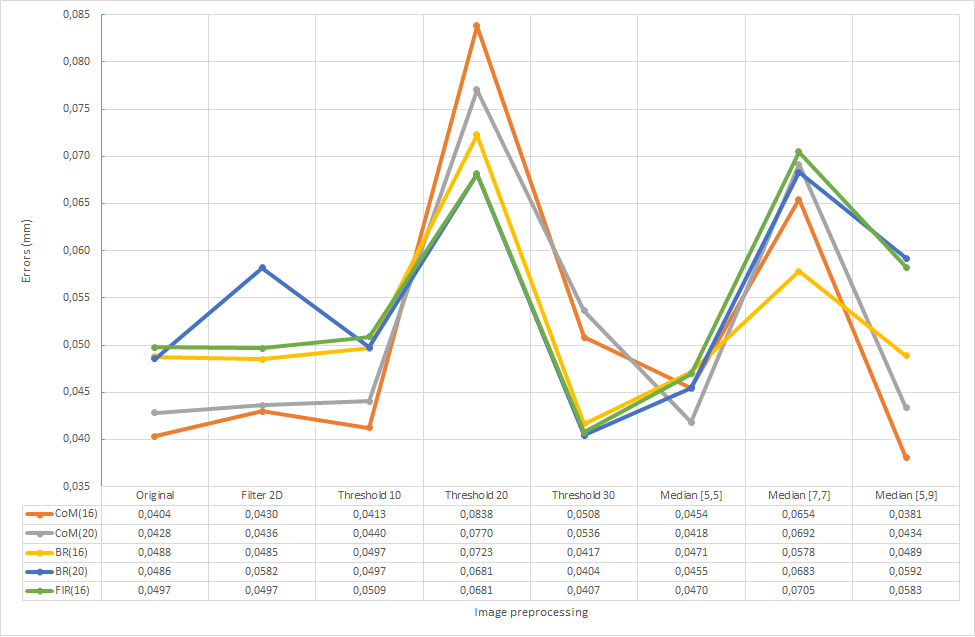 0,085
0,080
0,075
0,070
0,065
0,060
0,055
0,050
0,045
0,040
0,035
Errors (mm)
Original Filter 2D Threshold 10 Threshold 20 Threshold 30 Median [5,5] Median [7,7] Median [5,9]
CoM(16) 0,0404 0,0430 0,0413 0,0838 0,0508 0,0454 0,0654 0,0381
CoM(20) 0,0428 0,0436 0,0440 0,0770 0,0536 0,0418 0,0692 0,0434
BR(16) 0,0488 0,0485 0,0497 0,0723 0,0417 0,0471 0,0578 0,0489
BR(20) 0,0486 0,0582 0,0497 0,0681 0,0404 0,0455 0,0683 0,0592
FIR(16) 0,0497 0,0497 0,0509 0,0681 0,0407 0,0470 0,0705 0,0583
Image preprocessing